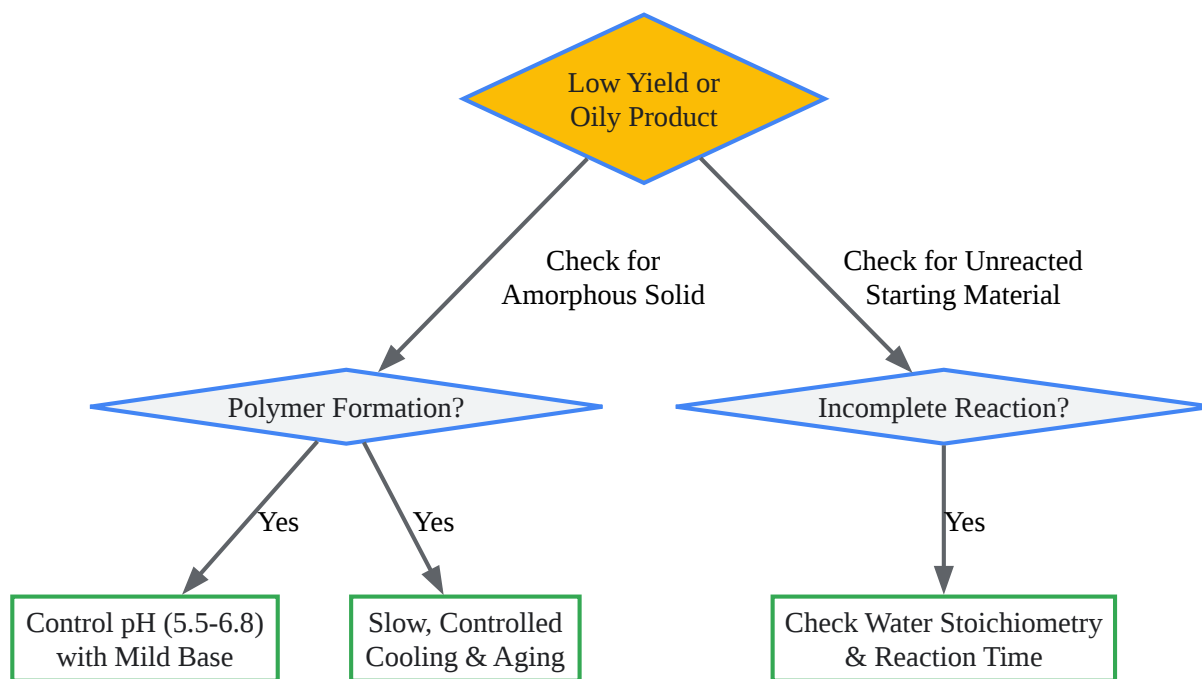 Low Yield or
Oily Product
Check for
Amorphous Solid
Check for Unreacted
Starting Material
Polymer Formation?
Incomplete Reaction?
Yes
Yes
Yes
Control pH (5.5-6.8)
with Mild Base
Slow, Controlled
Cooling & Aging
Check Water Stoichiometry
& Reaction Time